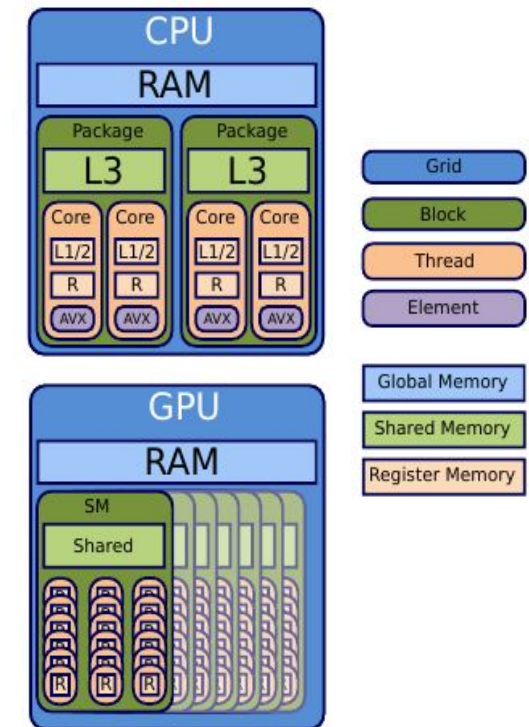 CPU
RAM
Package Package
L3 L3
Core Core Core Core
L1/2 L1/2 L1/2 L1/2
R R R R
AVX AVX AVX AVX
Grid
Block
Thread
Element
Global Memory
Shared Memory
Register Memory
GPU
RAM
SM
Shared
R R R